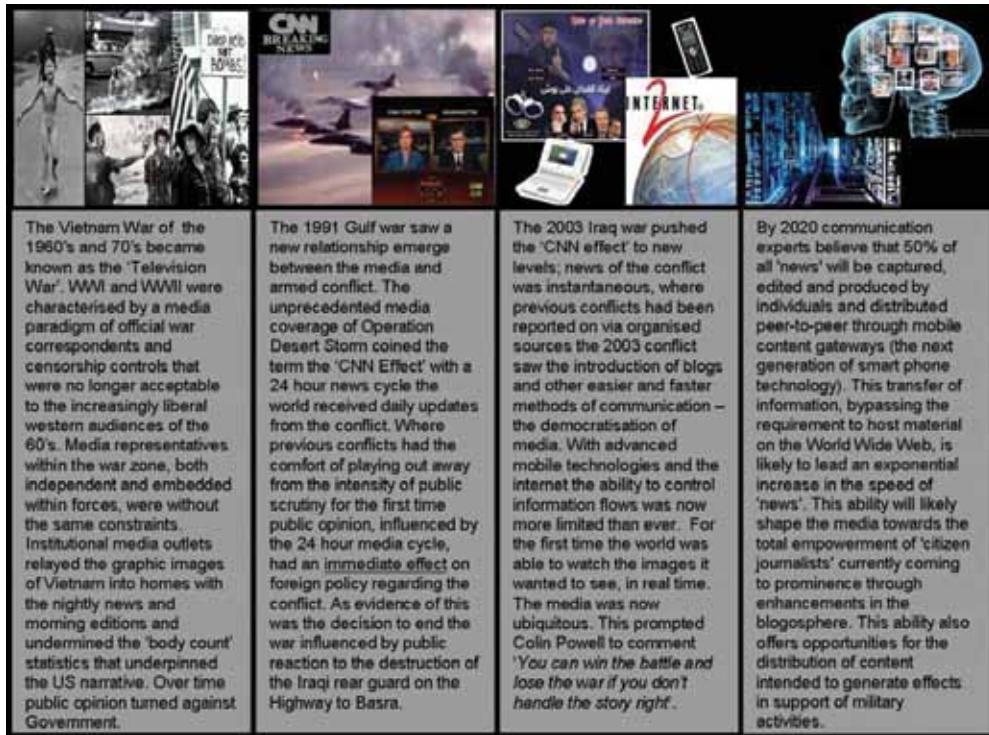 DROP ACID
NOT
BOMBS.
CNN
BREAKING
NEWS
INTERNET
2
The Vietnam War of the
1960's and 70's became
known as the 'Television
War'. WWI and WWII were
characterised by a media
paradigm of official war
correspondents and
censorship controls that
were no longer acceptable
to the increasingly liberal
western audiences of the
60's. Media representatives
within the war zone, both
independent and embedded
within forces, were without
the same constraints.
Institutional media outlets
relayed the graphic images
of Vietnam into homes with
the nightly news and
morning editions and
undermined the 'body count'
statistics that underpinned
the US narrative. Over time
public opinion turned against
Government.
The 1991 Gulf war saw a
new relationship emerge
between the media and
armed conflict. The
unprecedented media
coverage of Operation
Desert Storm coined the
term the 'CNN Effect' with a
24 hour news cycle the
world received daily updates
from the conflict. Where
previous conflicts had the
comfort of playing out away
from the intensity of public
scrutiny for the first time
public opinion, influenced by
the 24 hour media cycle,
had an immediate effect on
foreign policy regarding the
conflict. As evidence of this
was the decision to end the
war influenced by public
reaction to the destruction of
the Iraqi rear guard on the
Highway to Basra.
The 2003 Iraq war pushed
the 'CNN effect' to new
levels; news of the conflict
was instantaneous, where
previous conflicts had been
reported on via organised
sources the 2003 conflict
saw the introduction of blogs
and other easier and faster
methods of communication –
the democratisation of
media. With advanced
mobile technologies and the
internet the ability to control
information flows was now
more limited than ever. For
the first time the world was
able to watch the images it
wanted to see, in real time.
The media was now
ubiquitous. This prompted
Colin Powell to comment
'You can win the battle and
lose the war if you don't
handle the story right'.
By 2020 communication
experts believe that 50% of
all 'news' will be captured,
edited and produced by
individuals and distributed
peer-to-peer through mobile
content gateways (the next
generation of smart phone
technology). This transfer of
information, bypassing the
requirement to host material
on the World Wide Web, is
likely to lead an exponential
increase in the speed of
'news'. This ability will likely
shape the media towards the
total empowerment of 'citizen
journalists' currently coming
to prominence through
enhancements in the
blogosphere. This ability also
offers opportunities for the
distribution of content
intended to generate effects
in support of military
activities.